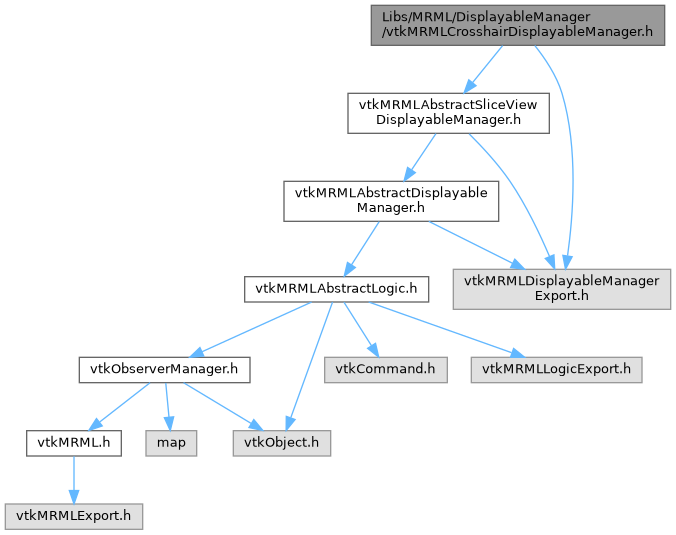 Libs/MRML/DisplayableManager
/vtkMRMLCrosshairDisplayableManager.h
vtkMRMLAbstractSliceView
DisplayableManager.h
vtkMRMLAbstractDisplayable
Manager.h
vtkMRMLDisplayableManager
Export.h
vtkMRMLAbstractLogic.h
vtkObserverManager.h
vtkCommand.h
vtkMRMLLogicExport.h
vtkMRML.h
map
vtkObject.h
vtkMRMLExport.h